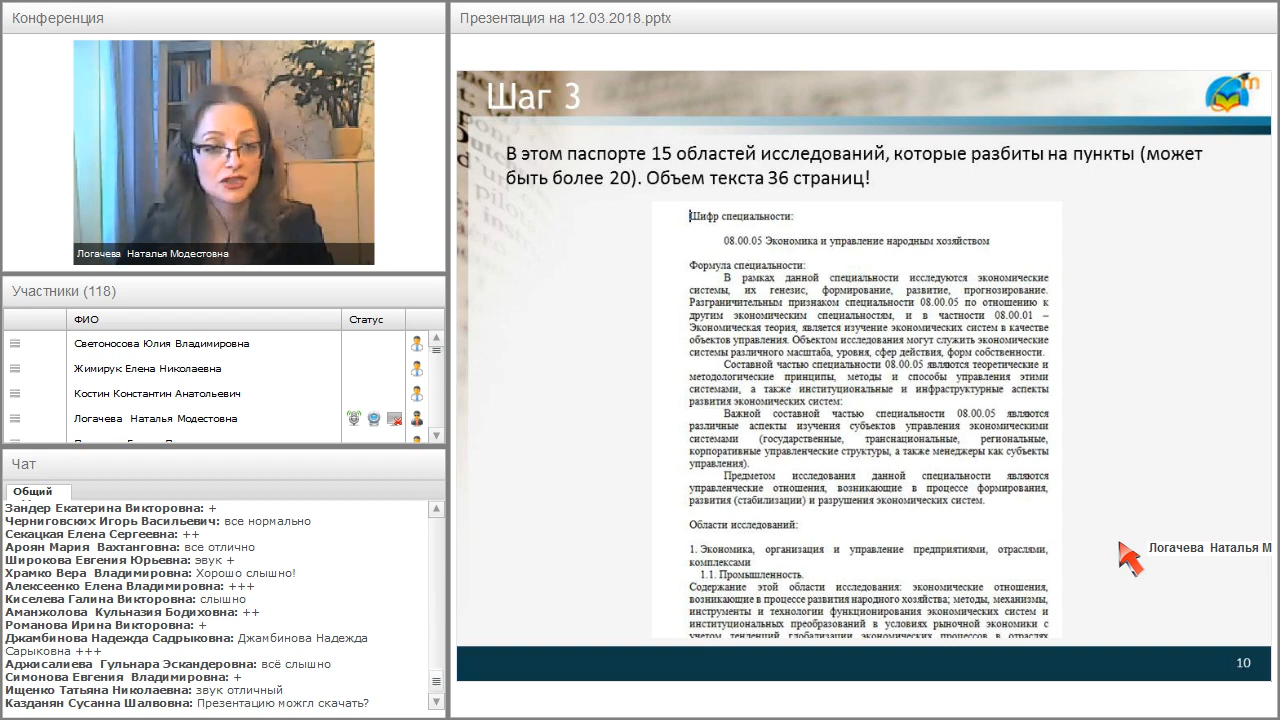 Конференция
Логачева Наталья Модестовна
Участники (118)
ФИО
Статус
Светоносова Юлия Владимировна
Жимирук Елена Николаевна
Костин Константин Анатольевич
Логачева Наталья Модестовна
Чат
Общий
Зандер Екатерина Викторовна: +
Черниговских Игорь Васильевич: все нормально
Секацкая Елена Сергеевна: ++
Ароян Мария Вахтанговна: все отлично
Широкова Евгения Юрьевна: эвук +
Храмко Вера Владимировна: Хорошо слышно!
Алексеенко Елена Владимировна: +++
Киселева Галина Викторовна: слышно
Аманжолова Кульназия Бодиховна: ++
Романова Ирина Викторовна: +
Джамбинова Надежда Садрыковна: Джамбинова Надежда
Сарыковна +++
Аджисалиева Гульнара Эскандеровна: всё слышно
Симонова Евгения Владимировна: +
Ищенко Татьяна Николаевна: звук отличный
Казданян Сусанна Шалвовна: Презентацию можгл скачать?
Презентация на 12.03.2018.pptx
Шаг 3
В этом паспорте 15 областей исследований, которые разбиты на пункты (может
быть более 20). Объем текста 36 страниц!
Шифр специальности:
08.00.05 Экономика и управление народным хозяйством
Формула специальности:
В рамках данной специальности исследуются экономические
системы, их генезис, формирование, развитие, прогнозирование.
Разграничительным признаком специальности 08.00.05 по отношению к
другим экономическим специальностям, и в частности 08.00.01 –
Экономическая теория, является изучение экономических систем в качестве
объектов управления. Объектом исследования могут служить экономические
системы различного масштаба, уровня, сфер действия, форм собственности.
Составной частью специальности 08.00.05 являются теоретические и
методологические принципы, методы и способы управления этими
системами, а также институциональные и инфраструктурные аспекты
развития экономических систем:
Важной составной частью специальности 08.00.05 являются
различные аспекты изучения субъектов управления экономическими
системами (государственные, транснациональные, региональные,
корпоративные управленческие структуры, а также менеджеры как субъекты
управления).
Предметом исследования данной специальности являются
управленческие отношения, возникающие в процессе формирования,
развития (стабилизации) и разрушения экономических систем.
Области исследований:
1. Экономика, организация и управление предприятиями, отраслями,
комплексами
1.1. Промышленность.
Содержание этой области исследования: экономические отношения,
возникающие в процессе развития народного хозяйства; методы, механизмы,
инструменты и технологии функционирования экономических систем и
институциональных преобразований в условиях рыночной экономики с
учетом тенденций глобализации экономических процессов в отраслях
Логачева Наталья М
10